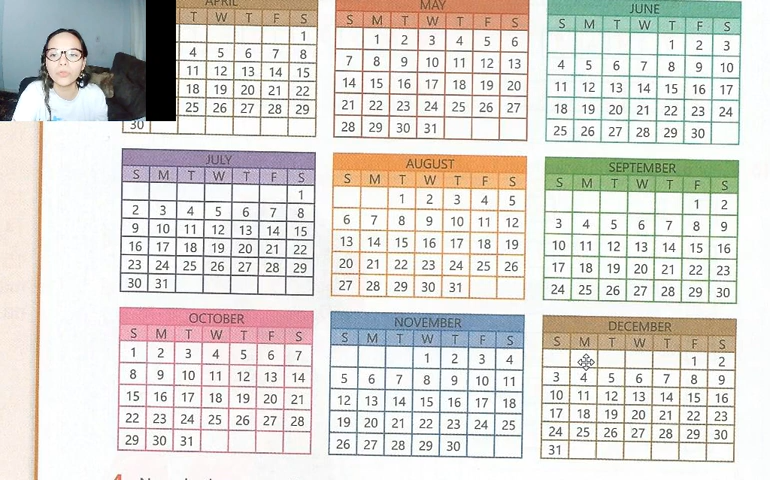 APRIL
T W T F S
1
4 5 6 7 8
11 12 13 14 15
18 19 20 21 22
25 26 27 28 29
30
MAY
S M T W T F S
1 2 3 4 5 6
7 8 9 10 11 12 13
14 15 16 17 18 19 20
21 22 23 24 25 26 27
28 29 30 31
JUNE
S M T W T F S
1 2 3
4 5 6 7 8 9 10
11 12 13 14 15 16 17
18 19 20 21 22 23 24
25 26 27 28 29 30
JULY
S M T W T F S
1
2 3 4 5 6 7 8
9 10 11 12 13 14 15
16 17 18 19 20 21 22
23 24 25 26 27 28 29
30 31
AUGUST
S M T W T F S
1 2 3 4 5
6 7 8 9 10 11 12
13 14 15 16 17 18 19
20 21 22 23 24 25 26
27 28 29 30 31
SEPTEMBER
S M T W T F S
1 2
3 4 5 6 7 8 9
10 11 12 13 14 15 16
17 18 19 20 21 22 23
24 25 26 27 28 29 30
OCTOBER
S M T W T F S
1 2 3 4 5 6 7
8 9 10 11 12 13 14
15 16 17 18 19 20 21
22 23 24 25 26 27 28
29 30 31
NOVEMBER
S M T W T F S
1 2 3 4
5 6 7 8 9 10 11
12 13 14 15 16 17 18
19 20 21 22 23 24 25
26 27 28 29 30
DECEMBER
S M T W T F S
1 2
3 4 5 6 7 8 9
10 11 12 13 14 15 16
17 18 19 20 21 22 23
24 25 26 27 28 29 30
31